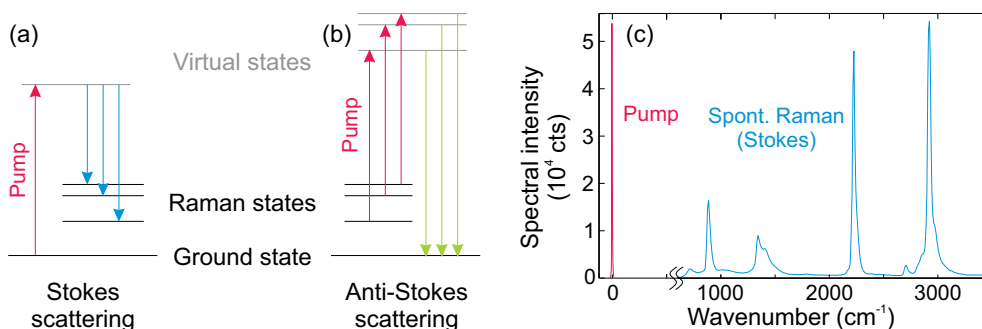 (a)
Pump
Stokes
scattering
Virtual states
Raman states
Ground state
(b)
Pump
Anti-Stokes
scattering
(c)
Spectral intensity
(10⁴ cts)
5
4
3
2
1
0
Pump
Spont. Raman
(Stokes)
0 1000 2000 3000
Wavenumber (cm⁻¹)